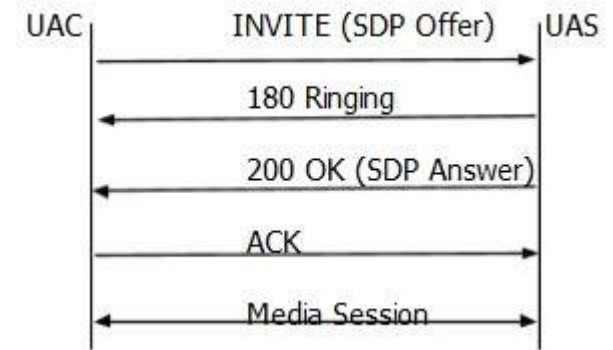 UAC
INVITE (SDP Offer)
UAS
180 Ringing
200 OK (SDP Answer)
ACK
Media Session